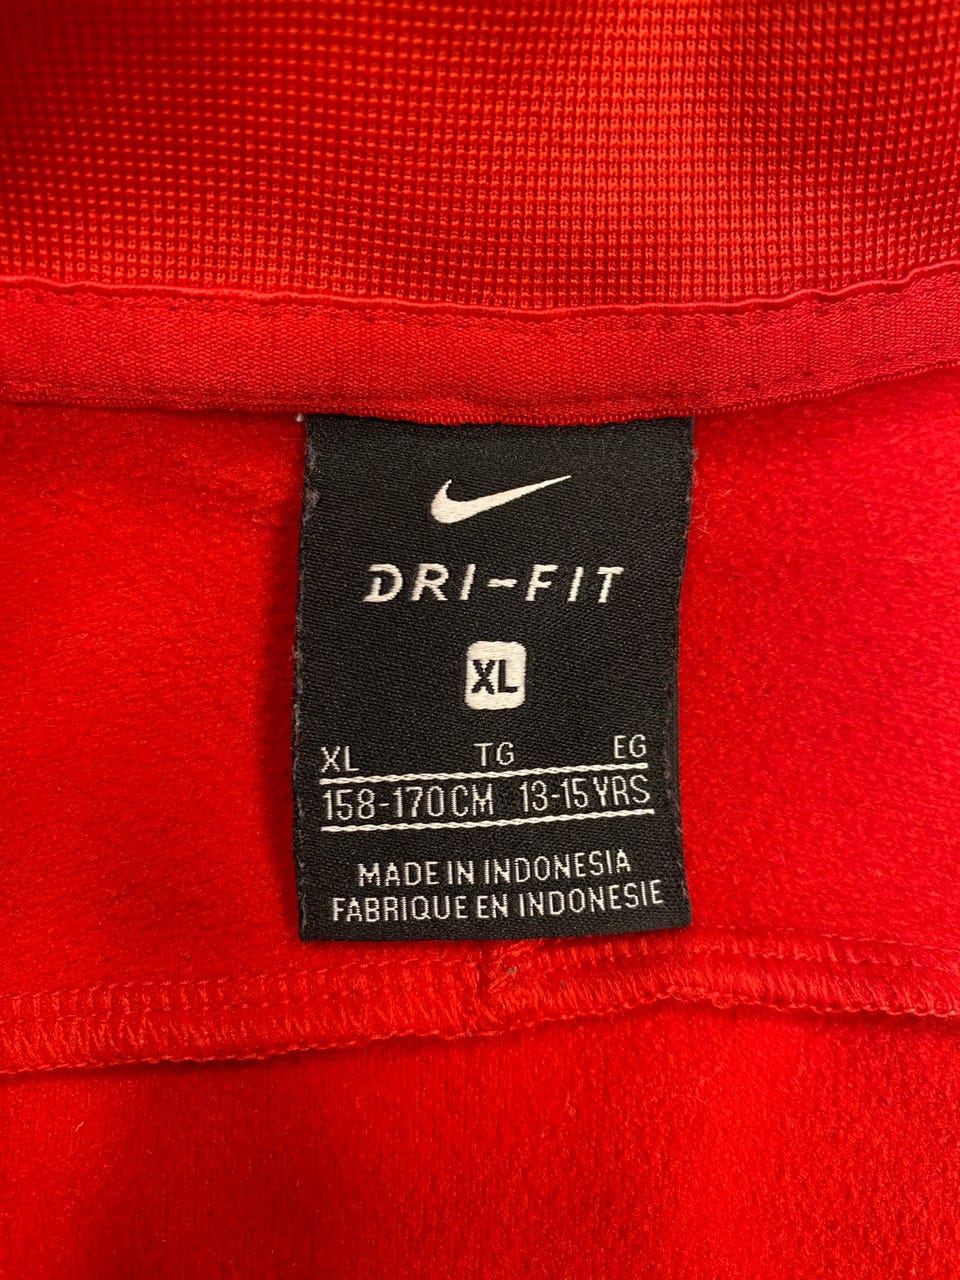 DRI-FIT
XL
XL TG EG
158-170CM 13-15YRS
MADE IN INDONESIA
FABRIQUE EN INDONESIE